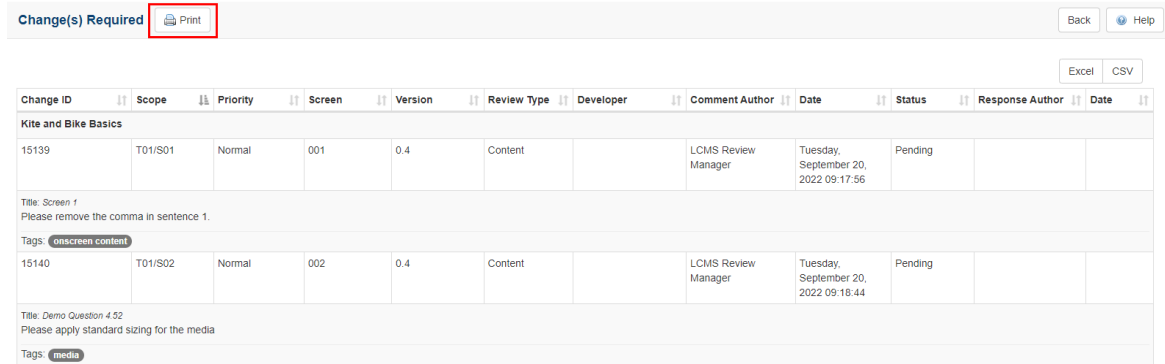 Change(s) Required Print Back Help
Excel CSV
Change ID Scope Priority Screen Version Review Type Developer Comment Author Date Status Response Author Date
Kite and Bike Basics
15139 T01/S01 Normal 001 0.4 Content LCMS Review Tuesday, Pending
Manager September 20,
2022 09:17:56
Title: Screen 1
Please remove the comma in sentence 1.
Tags: onscreen content
15140 T01/S02 Normal 002 0.4 Content LCMS Review Tuesday, Pending
Manager September 20,
2022 09:18:44
Title: Demo Question 4.52
Please apply standard sizing for the media
Tags: media